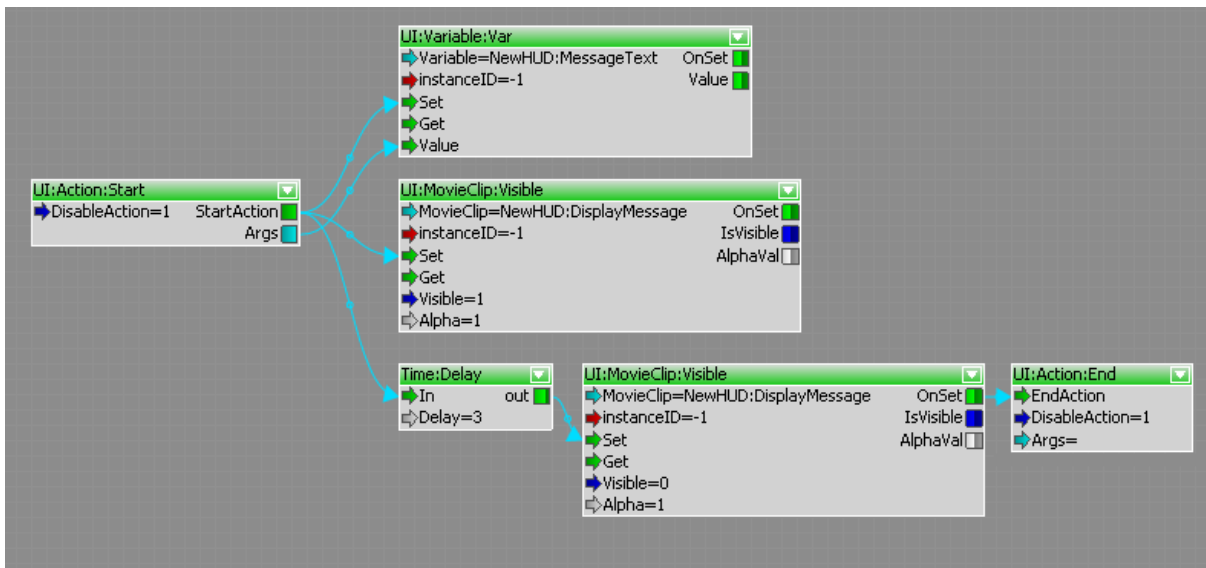 UI:Variable:Var
Variable=NewHUD:MessageText OnSet
instanceID=-1 Value
Set
Get
Value
UI:Action:Start
DisableAction=1 StartAction
Args
UI:MovieClip:Visible
MovieClip=NewHUD:DisplayMessage OnSet
instanceID=-1 IsVisible
Set AlphaVal
Get
Visible=1
Alpha=1
Time:Delay
In out
Delay=3
UI:MovieClip:Visible
MovieClip=NewHUD:DisplayMessage OnSet
instanceID=-1 IsVisible
Set AlphaVal
Get
Visible=0
Alpha=1
UI:Action:End
EndAction
DisableAction=1
Args=